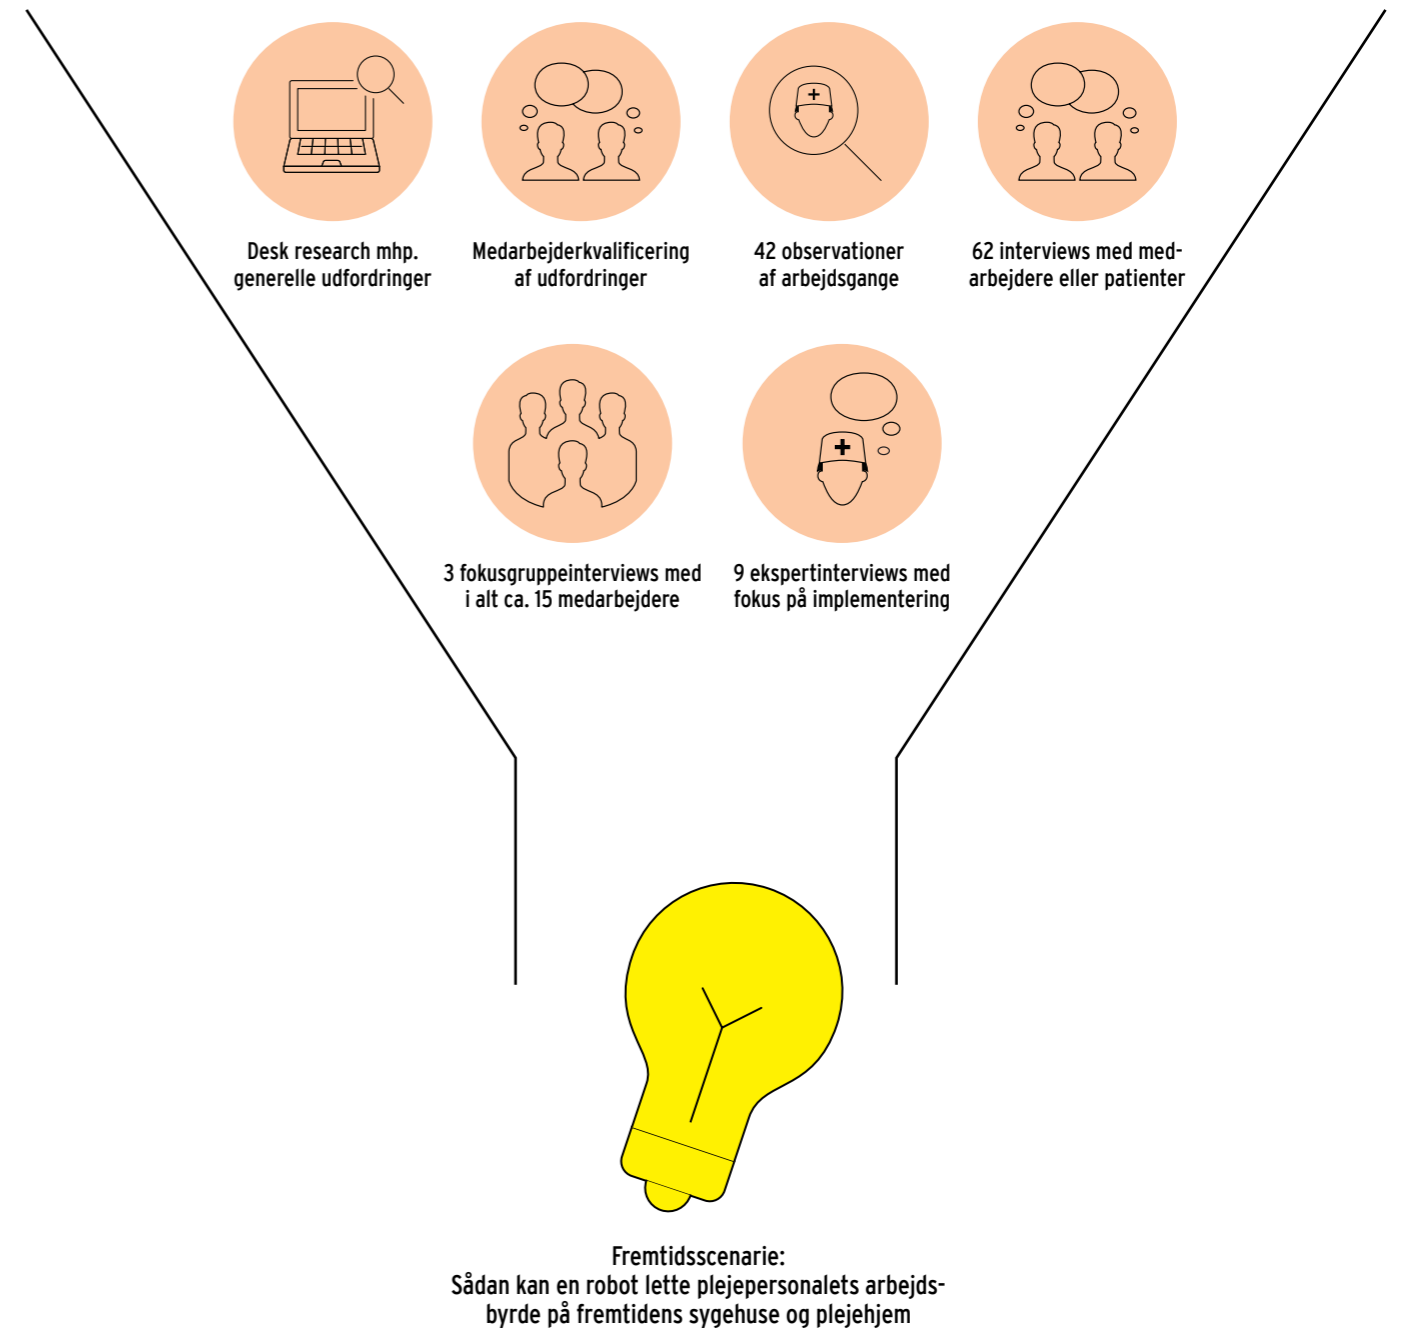 Desk research mhp.
generelle udfordringer
Medarbejderkvalificering
af udfordringer
42 observationer
af arbejdsgange
62 interviews med med-
arbejdere eller patienter
3 fokusgruppeinterviews med
i alt ca. 15 medarbejdere
9 ekspertinterviews med
fokus på implementering
Fremtidsscenarie:
Sådan kan en robot lette plejepersonalets arbejds-
byrde på fremtidens sygehuse og plejehjem